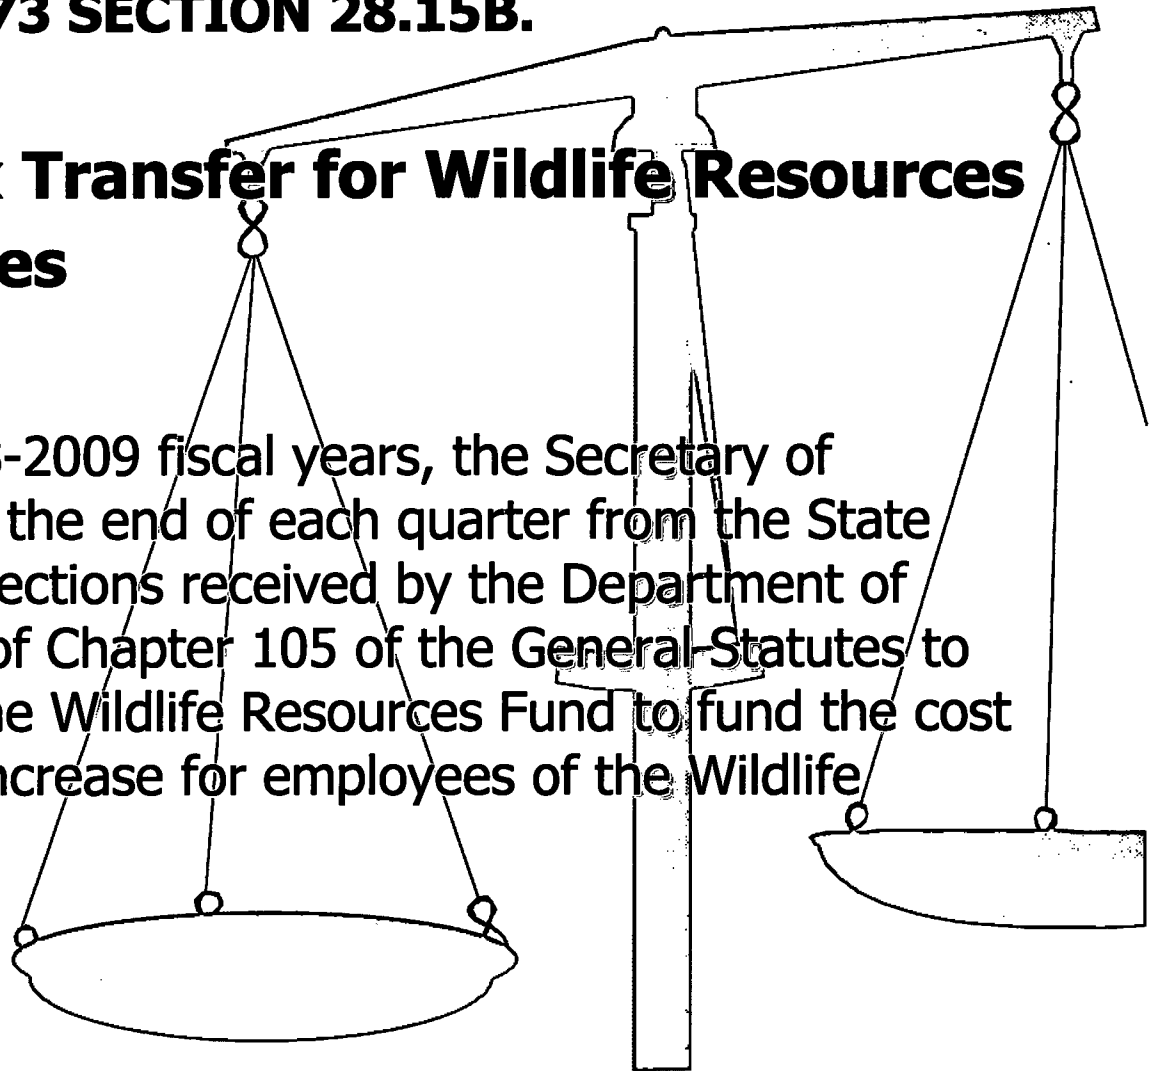 73 SECTION 28.15B.
Transfer for Wildlife Resources
es
-2009 fiscal years, the Secretary of
the end of each quarter from the State
ections received by the Department of
of Chapter 105 of the General Statutes to
he Wildlife Resources Fund to fund the cost
ncrease for employees of the Wildlife